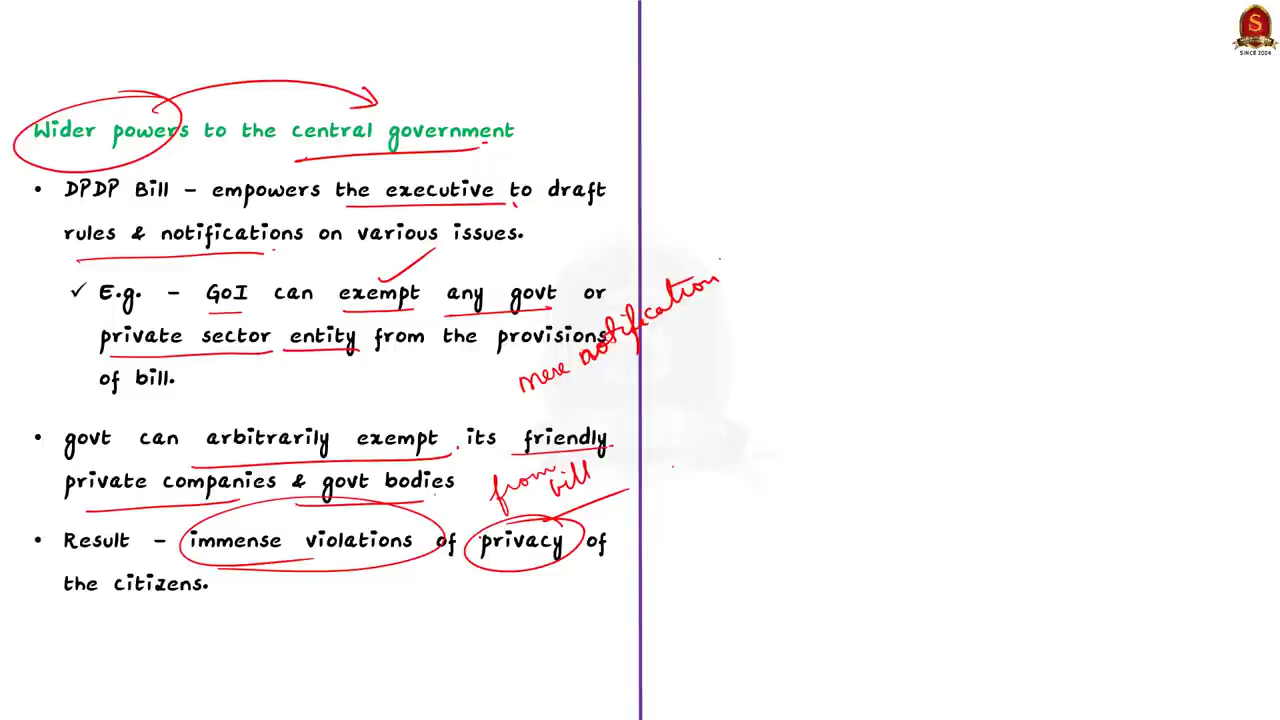 Wider powers to the central government
• DPDP Bill – empowers the executive to draft
rules & notifications on various issues.
✓ E.g. – GoI can exempt any govt or
private sector entity from the provisions
of bill.
mere notification
• govt can arbitrarily exempt its friendly
private companies & govt bodies
from bill
• Result – immense violations of privacy of
the citizens.
S
SINCE 2004